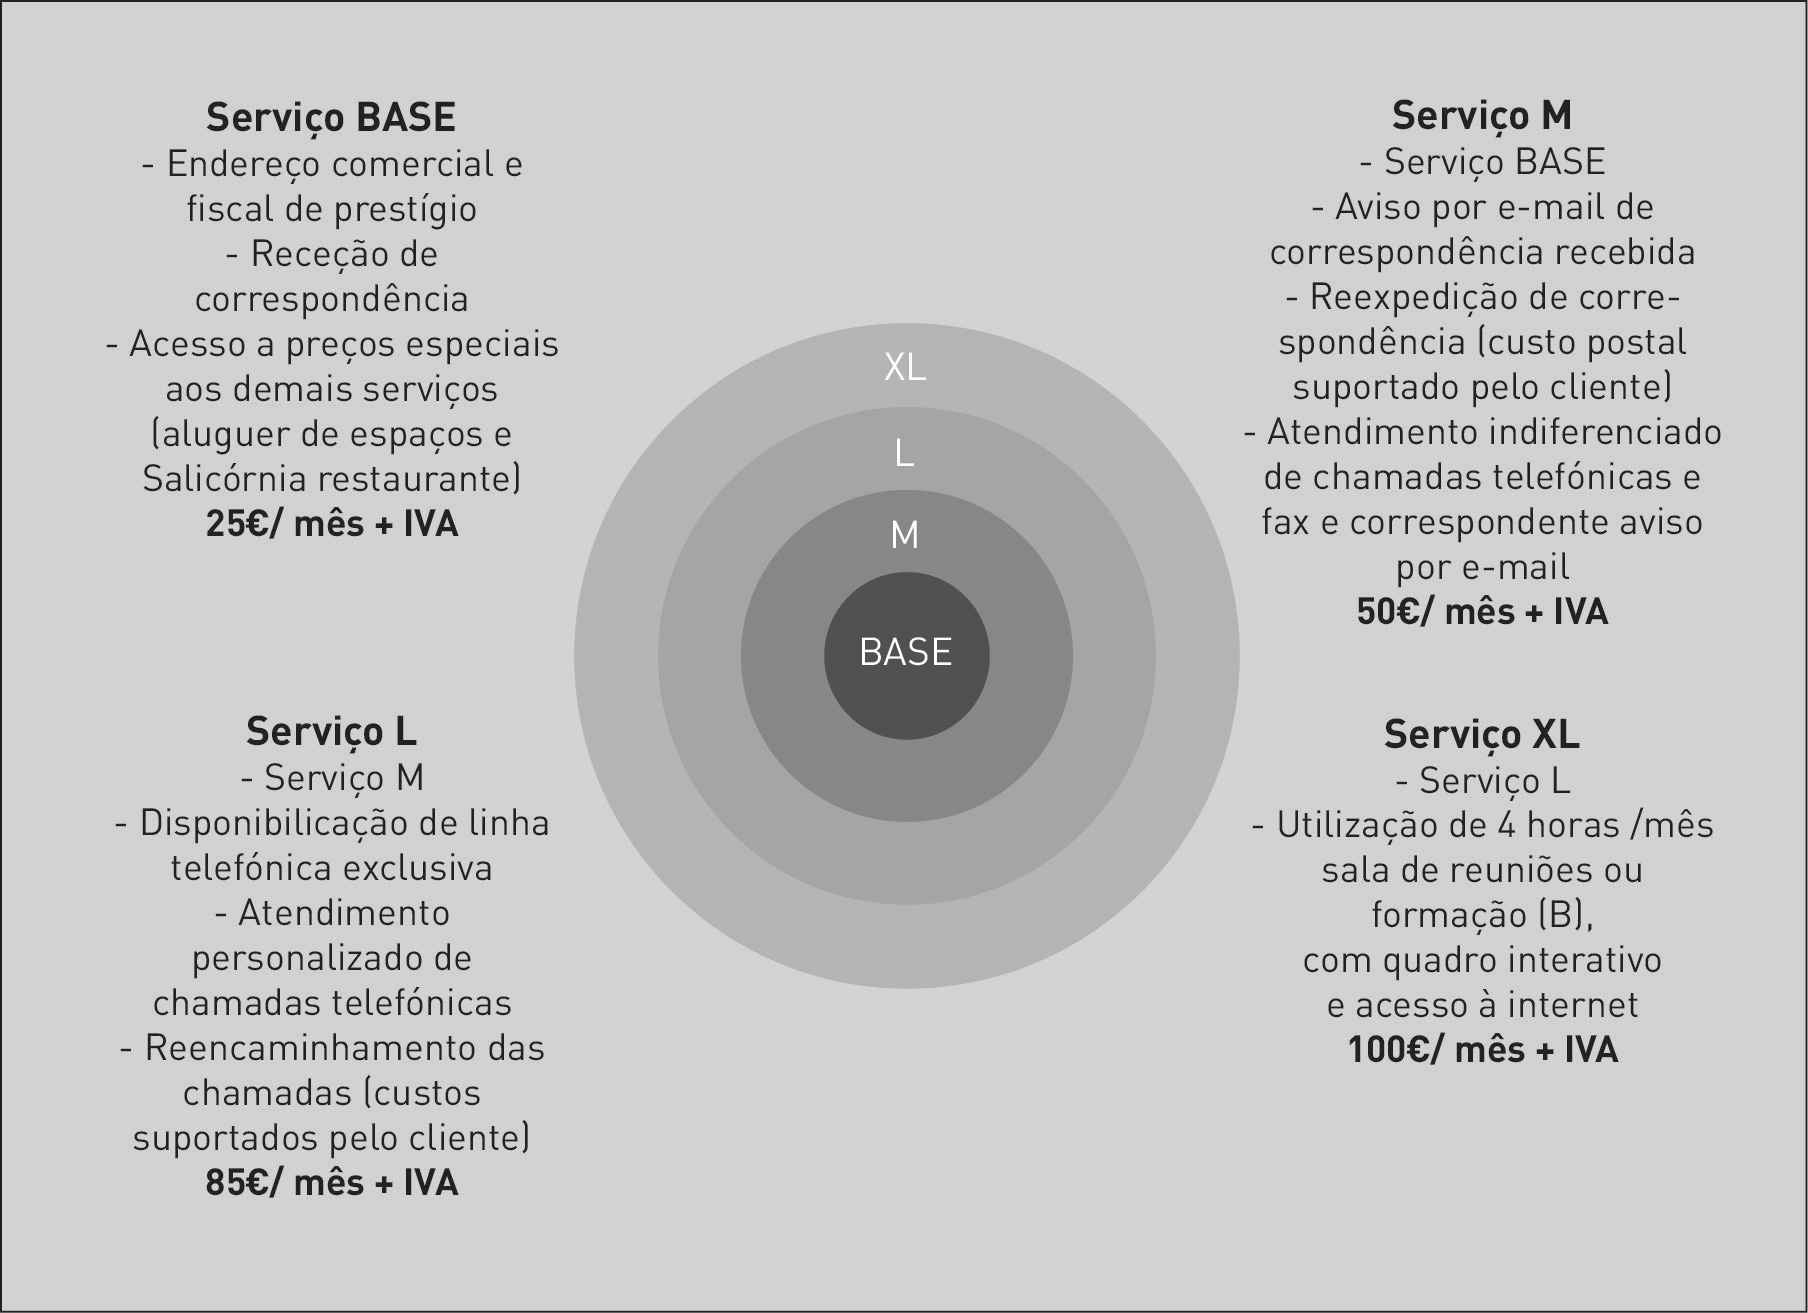 Serviço BASE
- Endereço comercial e
fiscal de prestígio
- Receção de
correspondência
- Acesso a preços especiais
aos demais serviços
(aluguer de espaços e
Salicórnia restaurante)
25€/ mês + IVA
Serviço M
- Serviço BASE
- Aviso por e-mail de
correspondência recebida
- Reexpedição de corre-
spondência (custo postal
suportado pelo cliente)
- Atendimento indiferenciado
de chamadas telefónicas e
fax e correspondente aviso
por e-mail
50€/ mês + IVA
XL
L
M
BASE
Serviço L
- Serviço M
- Disponibilicação de linha
telefónica exclusiva
- Atendimento
personalizado de
chamadas telefónicas
- Reencaminhamento das
chamadas (custos
suportados pelo cliente)
85€/ mês + IVA
Serviço XL
- Serviço L
- Utilização de 4 horas /mês
sala de reuniões ou
formação (B),
com quadro interativo
e acesso à internet
100€/ mês + IVA